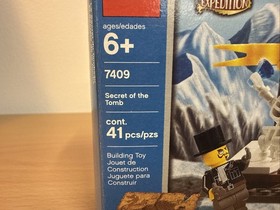 EXPEDITION
ages/edades
6+
7409
Secret of the
Tomb
cont.
41 pcs/pzs
Building Toy
Jouet de
Construction
Juguete para
Construir